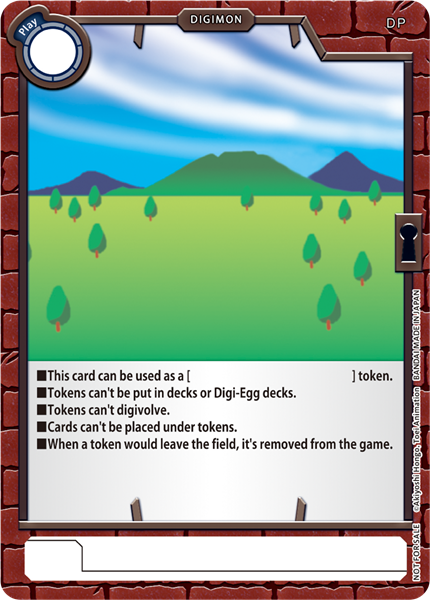 Play
DIGIMON
DP
■This card can be used as a [ ] token.
■Tokens can't be put in decks or Digi-Egg decks.
■Tokens can't digivolve.
■Cards can't be placed under tokens.
■When a token would leave the field, it's removed from the game.
NOT FOR SALE ©Akiyoshi Hongo, Toei Animation BANDAI MADE IN JAPAN